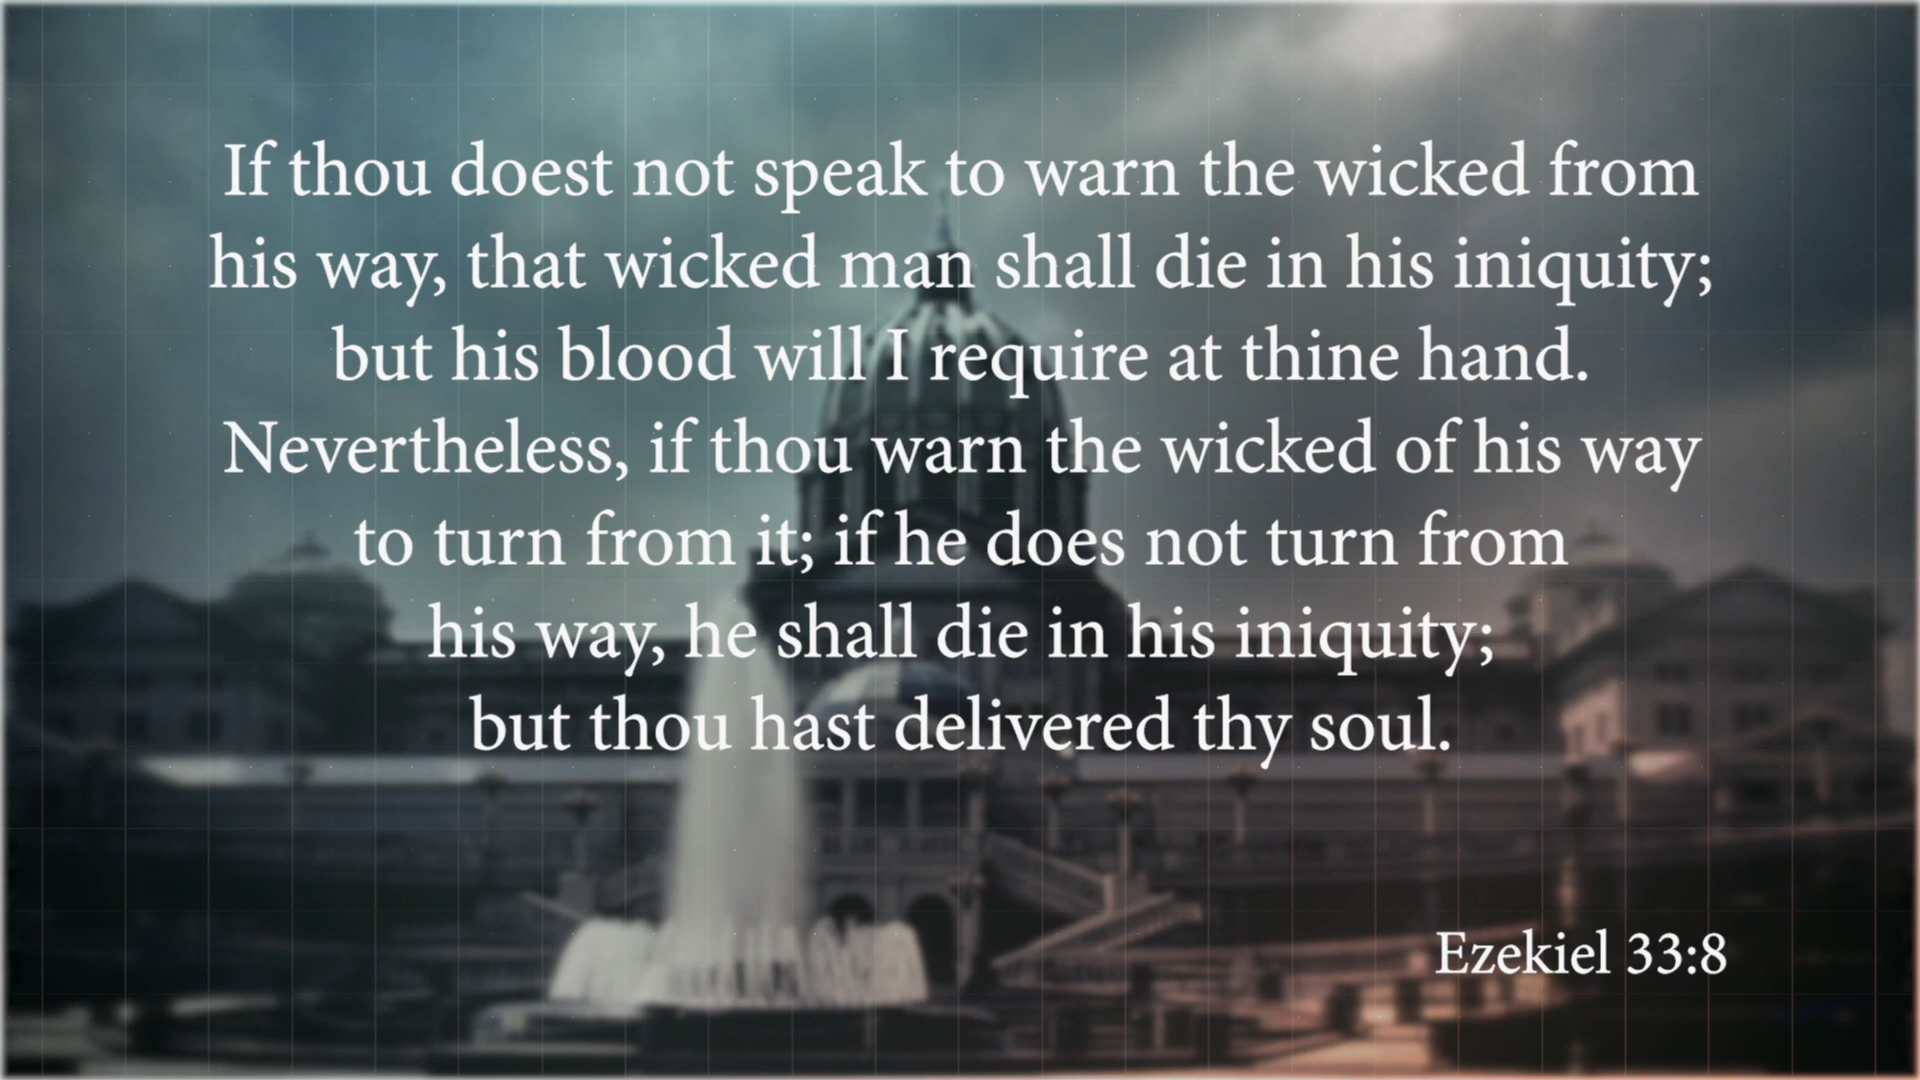 If thou doest not speak to warn the wicked from
his way, that wicked man shall die in his iniquity;
but his blood will I require at thine hand.
Nevertheless, if thou warn the wicked of his way
to turn from it; if he does not turn from
his way, he shall die in his iniquity;
but thou hast delivered thy soul.
Ezekiel 33:8